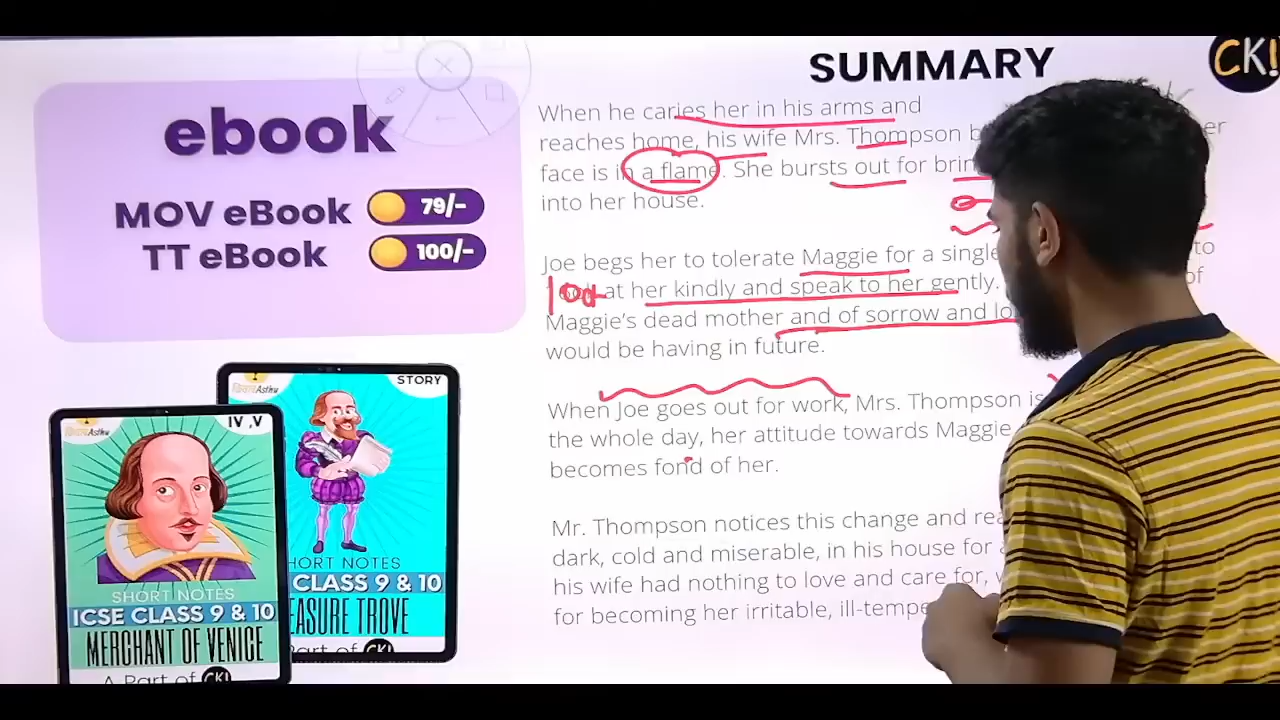 SUMMARY
CK!
ebook
MOV eBook 79/-
TT eBook 100/-
When he caries her in his arms and
reaches home, his wife Mrs. Thompson
face is in a flame. She bursts out for
into her house.
Joe begs her to tolerate Maggie for a single
at her kindly and speak to her gently.
Maggie's dead mother and of sorrow and
would be having in future.
When Joe goes out for work, Mrs. Thompson is
the whole day, her attitude towards Maggie
becomes fond of her.
Mr. Thompson notices this change and
dark, cold and miserable, in his house for
his wife had nothing to love and care for,
for becoming her irritable,
STORY
IV ,V
SHORT NOTES
ICSE CLASS 9 & 10
MERCHANT OF VENICE
A Part of CK!
HORT NOTES
CLASS 9 & 10
EASURE TROVE
Part of CK!